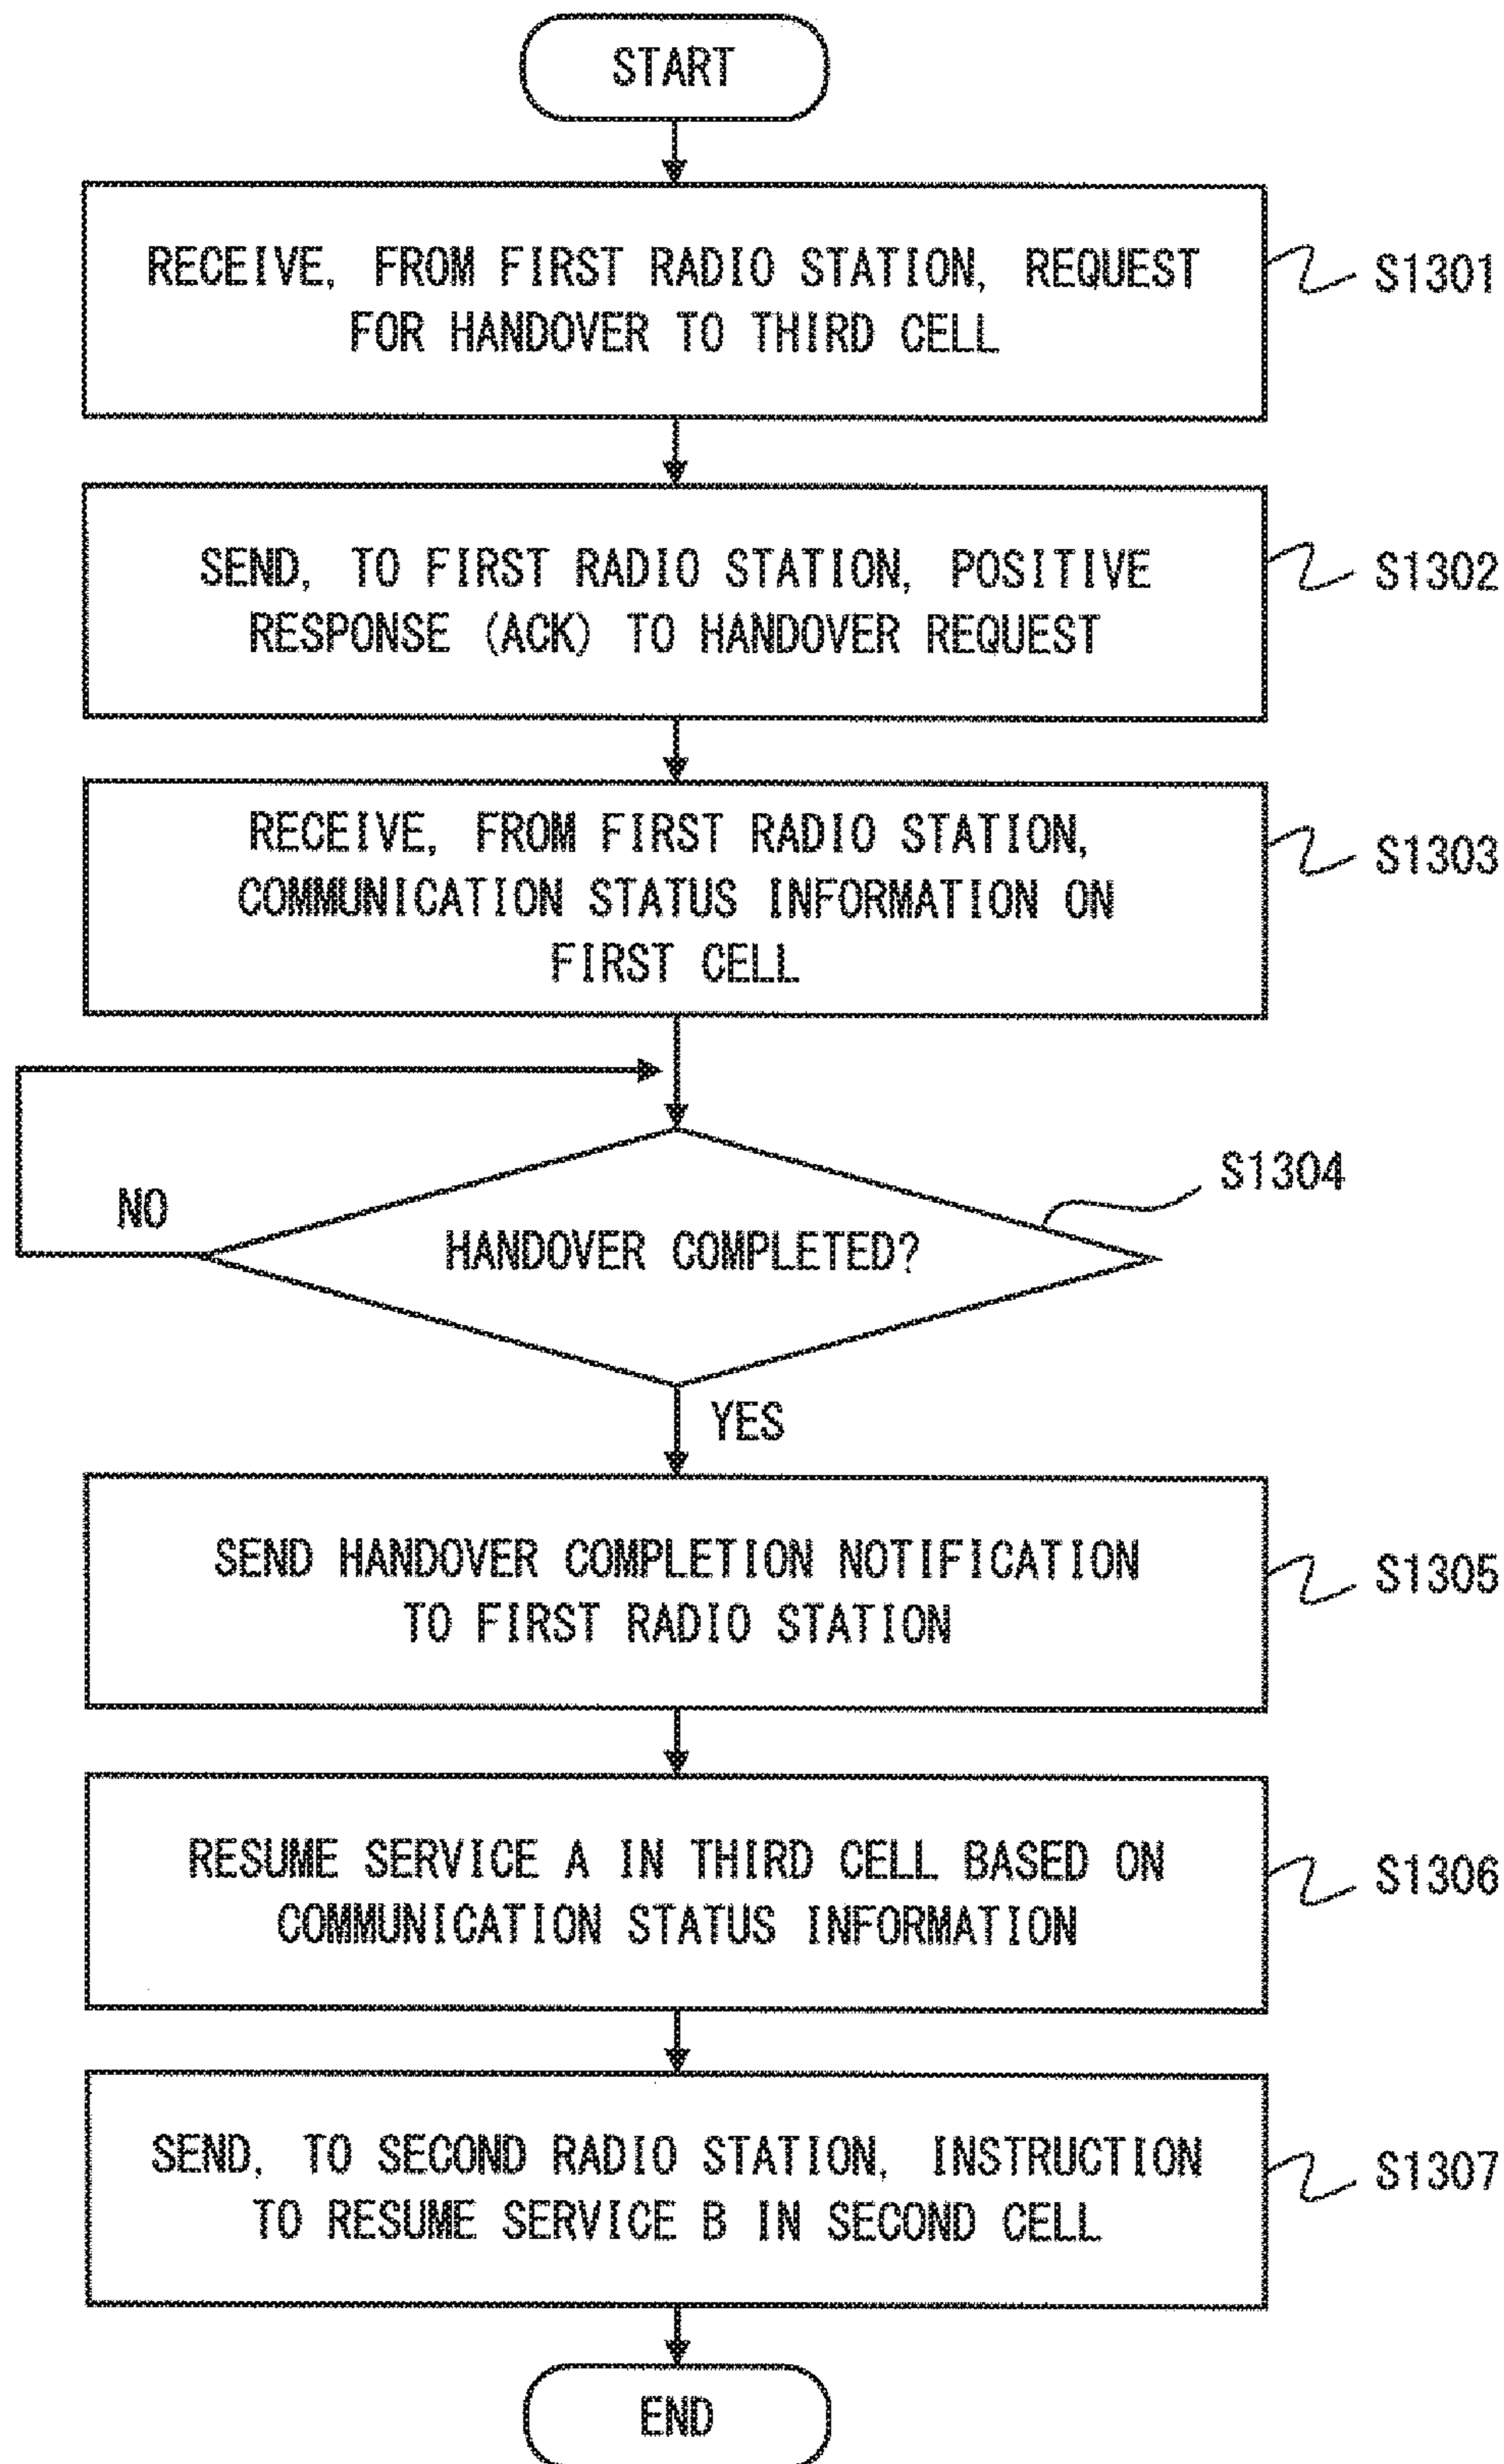 START
RECEIVE, FROM FIRST RADIO STATION, REQUEST
FOR HANDOVER TO THIRD CELL
S1301
SEND, TO FIRST RADIO STATION, POSITIVE
RESPONSE (ACK) TO HANDOVER REQUEST
S1302
RECEIVE, FROM FIRST RADIO STATION,
COMMUNICATION STATUS INFORMATION ON
FIRST CELL
S1303
S1304
NO
HANDOVER COMPLETED?
YES
SEND HANDOVER COMPLETION NOTIFICATION
TO FIRST RADIO STATION
S1305
RESUME SERVICE A IN THIRD CELL BASED ON
COMMUNICATION STATUS INFORMATION
S1306
SEND, TO SECOND RADIO STATION, INSTRUCTION
TO RESUME SERVICE B IN SECOND CELL
S1307
END